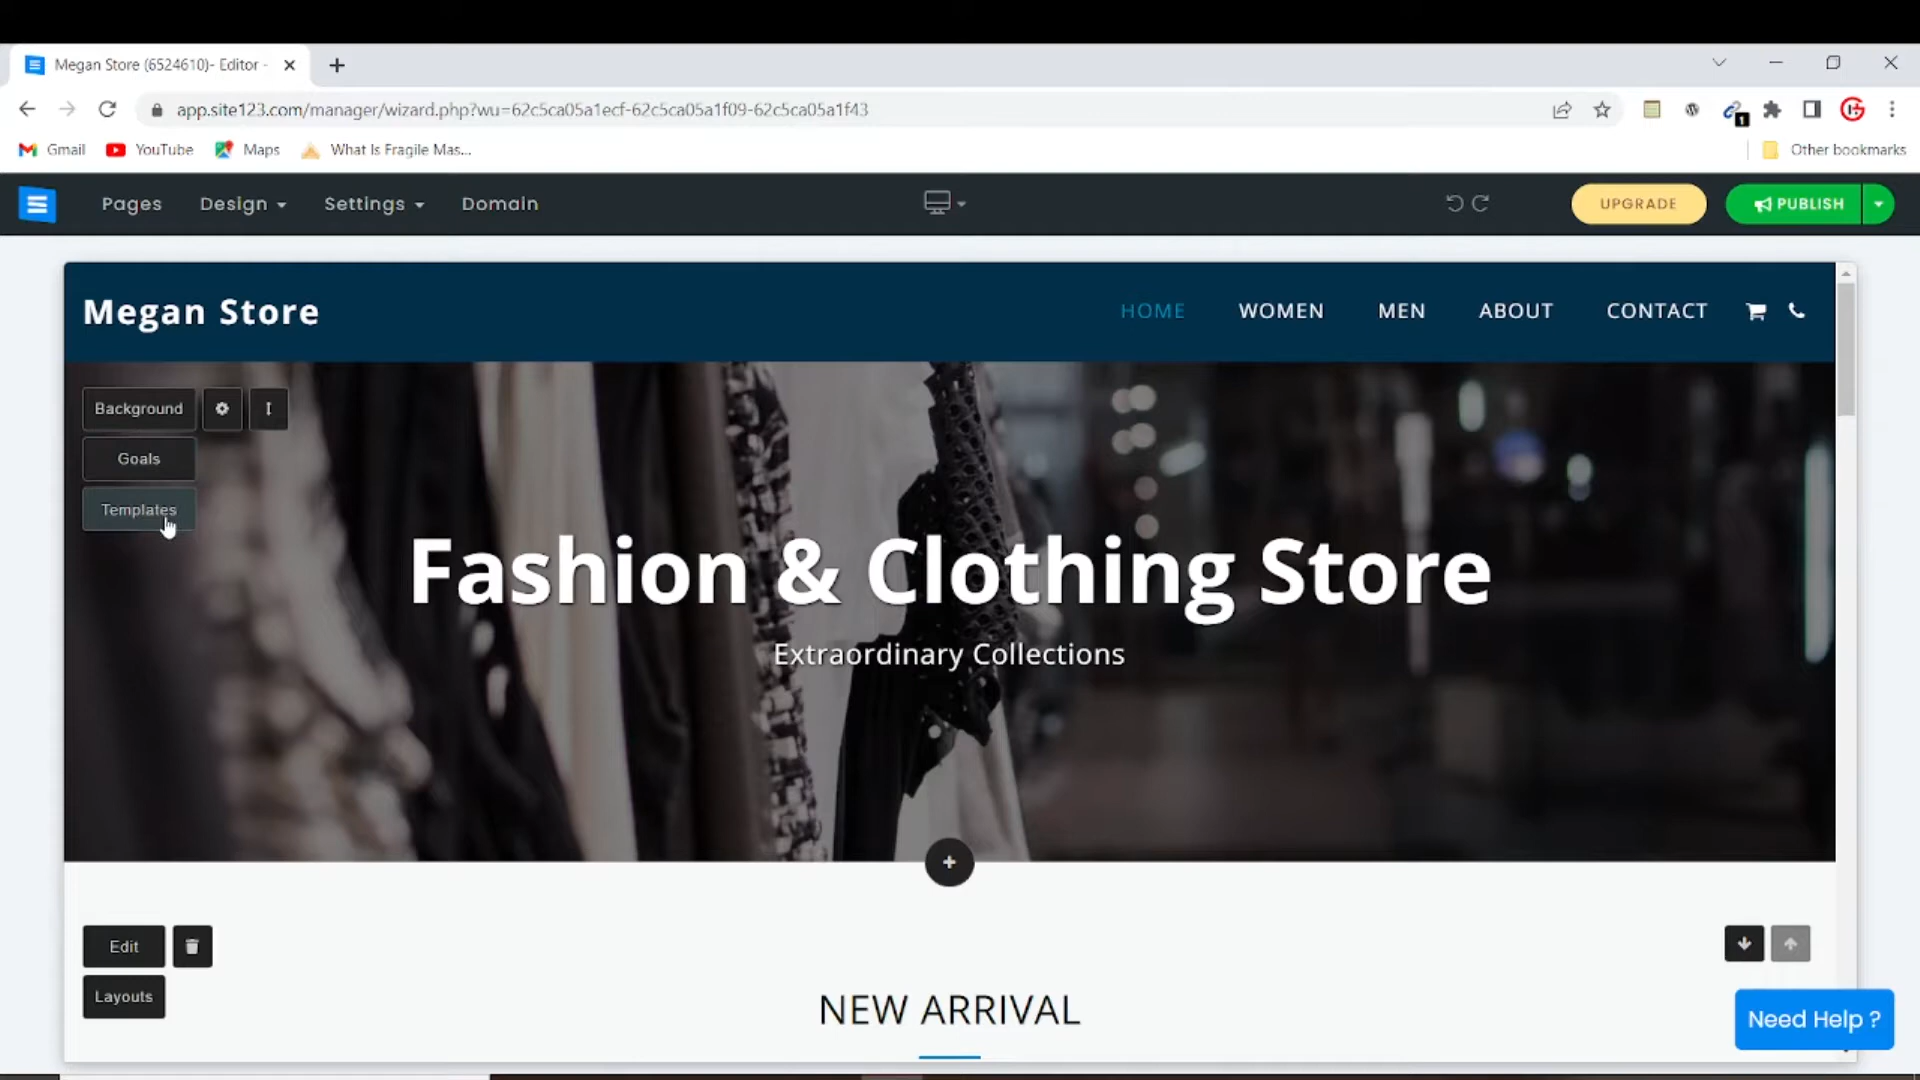 Megan Store (6524610)- Editor -
app.site123.com/manager/wizard.php?wu=62c5ca05a1ecf-62c5ca05a1f09-62c5ca05a1f43
1
Gmail YouTube Maps What Is Fragile Mas... Other bookmarks
Pages Design Settings Domain UPGRADE PUBLISH
Megan Store HOME WOMEN MEN ABOUT CONTACT
Background
Goals
Templates
Fashion & Clothing Store
Extraordinary Collections
Edit
Layouts
NEW ARRIVAL
Need Help ?